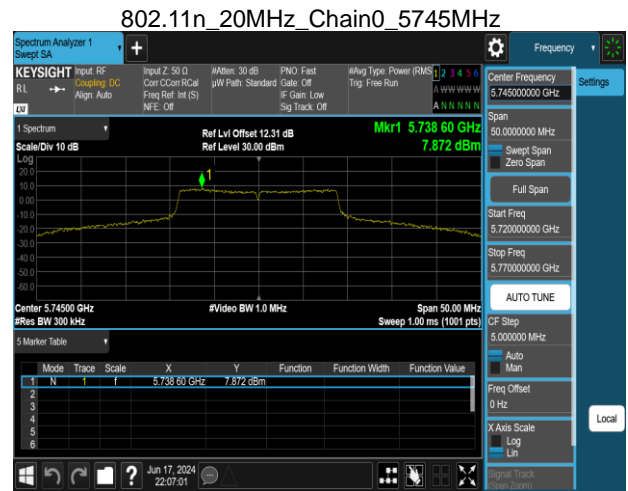 802.11n_20MHz_Chain0_5745MHz
Spectrum Analyzer 1
Swept SA
Frequency
KEYSIGHT
RL
LXI
Input: RF
Coupling: DC
Align: Auto
Input Z: 50 Ω
Corr CCorr RCal
Freq Ref: Int (S)
NFE: Off
#Atten: 30 dB
µW Path: Standard
PNO: Fast
Gate: Off
IF Gain: Low
Sig Track: Off
#Avg Type: Power (RMS)
Trig: Free Run
1 2 3 4 5 6
A W W W W W
A N N N N N
1 Spectrum
Scale/Div 10 dB
Ref Lvl Offset 12.31 dB
Ref Level 30.00 dBm
Mkr1 5.738 60 GHz
7.872 dBm
Log
20.0
10.0
0.00
-10.0
-20.0
-30.0
-40.0
-50.0
-60.0
1
Center 5.74500 GHz
#Res BW 300 kHz
#Video BW 1.0 MHz
Span 50.00 MHz
Sweep 1.00 ms (1001 pts)
5 Marker Table
Mode Trace Scale X Y Function Function Width Function Value
1 N 1 f 5.738 60 GHz 7.872 dBm
2
3
4
5
6
Center Frequency
5.745000000 GHz
Settings
Span
50.0000000 MHz
Swept Span
Zero Span
Full Span
Start Freq
5.720000000 GHz
Stop Freq
5.770000000 GHz
AUTO TUNE
CF Step
5.000000 MHz
Auto
Man
Freq Offset
0 Hz
X Axis Scale
Log
Lin
Signal Track
(Span Zoom)
Local
?
Jun 17, 2024
22:07:01